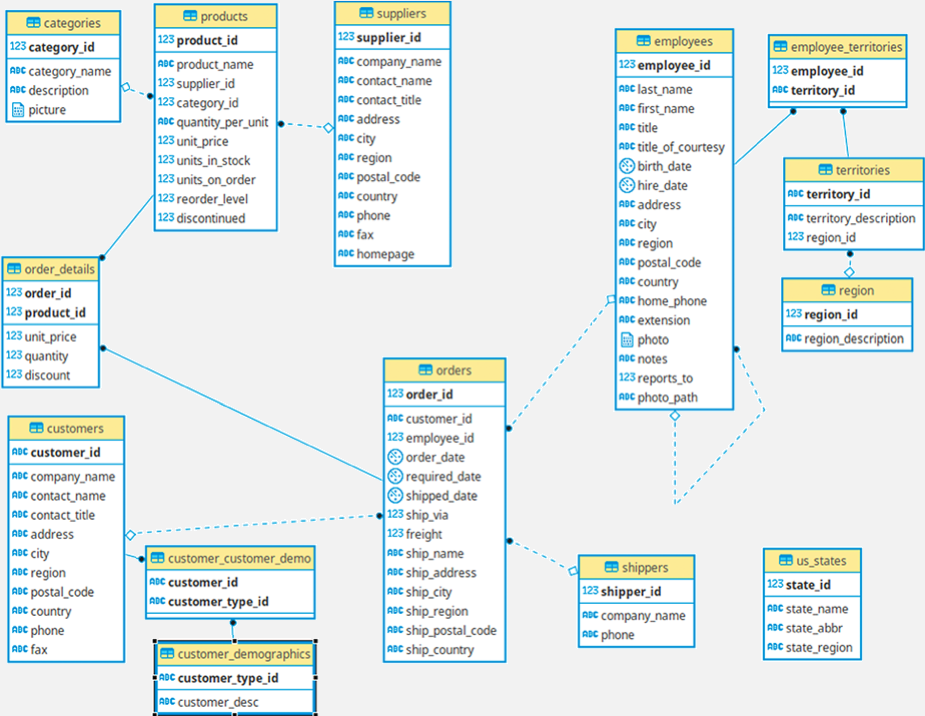 categories
123 category_id
ABC category_name
ABC description
picture
products
123 product_id
ABC product_name
123 supplier_id
123 category_id
ABC quantity_per_unit
123 unit_price
123 units_in_stock
123 units_on_order
123 reorder_level
123 discontinued
suppliers
123 supplier_id
ABC company_name
ABC contact_name
ABC contact_title
ABC address
ABC city
ABC region
ABC postal_code
ABC country
ABC phone
ABC fax
ABC homepage
employees
123 employee_id
ABC last_name
ABC first_name
ABC title
ABC title_of_courtesy
birth_date
hire_date
ABC address
ABC city
ABC region
ABC postal_code
ABC country
ABC home_phone
ABC extension
photo
ABC notes
123 reports_to
ABC photo_path
employee_territories
123 employee_id
ABC territory_id
territories
ABC territory_id
ABC territory_description
123 region_id
region
123 region_id
ABC region_description
order_details
123 order_id
123 product_id
123 unit_price
123 quantity
123 discount
orders
123 order_id
ABC customer_id
123 employee_id
order_date
required_date
shipped_date
123 ship_via
123 freight
ABC ship_name
ABC ship_address
ABC ship_city
ABC ship_region
ABC ship_postal_code
ABC ship_country
customers
ABC customer_id
ABC company_name
ABC contact_name
ABC contact_title
ABC address
ABC city
ABC region
ABC postal_code
ABC country
ABC phone
ABC fax
customer_customer_demo
ABC customer_id
ABC customer_type_id
customer_demographics
ABC customer_type_id
ABC customer_desc
shippers
123 shipper_id
ABC company_name
ABC phone
us_states
123 state_id
ABC state_name
ABC state_abbr
ABC state_region